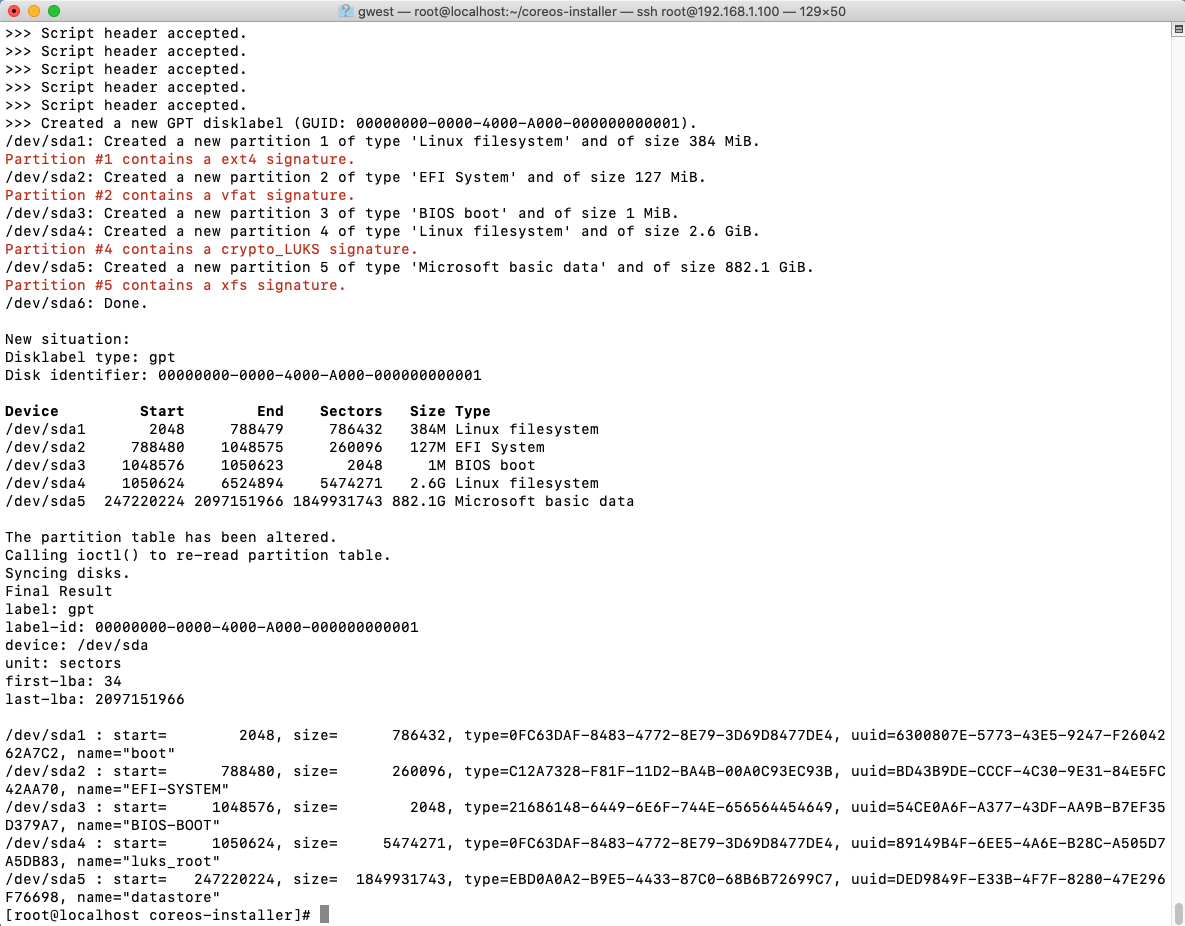 gwest — root@localhost:~/coreos-installer — ssh root@192.168.1.100 — 129×50
>>> Script header accepted.
>>> Script header accepted.
>>> Script header accepted.
>>> Script header accepted.
>>> Script header accepted.
>>> Created a new GPT disklabel (GUID: 00000000-0000-4000-A000-000000000001).
/dev/sda1: Created a new partition 1 of type 'Linux filesystem' and of size 384 MiB.
Partition #1 contains a ext4 signature.
/dev/sda2: Created a new partition 2 of type 'EFI System' and of size 127 MiB.
Partition #2 contains a vfat signature.
/dev/sda3: Created a new partition 3 of type 'BIOS boot' and of size 1 MiB.
/dev/sda4: Created a new partition 4 of type 'Linux filesystem' and of size 2.6 GiB.
Partition #4 contains a crypto_LUKS signature.
/dev/sda5: Created a new partition 5 of type 'Microsoft basic data' and of size 882.1 GiB.
Partition #5 contains a xfs signature.
/dev/sda6: Done.
New situation:
Disklabel type: gpt
Disk identifier: 00000000-0000-4000-A000-000000000001
Device         Start        End    Sectors   Size Type
/dev/sda1       2048     788479     786432   384M Linux filesystem
/dev/sda2     788480    1048575     260096   127M EFI System
/dev/sda3    1048576    1050623       2048     1M BIOS boot
/dev/sda4    1050624    6524894    5474271   2.6G Linux filesystem
/dev/sda5  247220224 2097151966 1849931743 882.1G Microsoft basic data
The partition table has been altered.
Calling ioctl() to re-read partition table.
Syncing disks.
Final Result
label: gpt
label-id: 00000000-0000-4000-A000-000000000001
device: /dev/sda
unit: sectors
first-lba: 34
last-lba: 2097151966
/dev/sda1 : start=        2048, size=      786432, type=0FC63DAF-8483-4772-8E79-3D69D8477DE4, uuid=6300807E-5773-43E5-9247-F26042
62A7C2, name="boot"
/dev/sda2 : start=      788480, size=      260096, type=C12A7328-F81F-11D2-BA4B-00A0C93EC93B, uuid=BD43B9DE-CCCF-4C30-9E31-84E5FC
42AA70, name="EFI-SYSTEM"
/dev/sda3 : start=     1048576, size=        2048, type=21686148-6449-6E6F-744E-656564454649, uuid=54CE0A6F-A377-43DF-AA9B-B7EF35
D379A7, name="BIOS-BOOT"
/dev/sda4 : start=     1050624, size=     5474271, type=0FC63DAF-8483-4772-8E79-3D69D8477DE4, uuid=89149B4F-6EE5-4A6E-B28C-A505D7
A5DB83, name="luks_root"
/dev/sda5 : start=   247220224, size=  1849931743, type=EBD0A0A2-B9E5-4433-87C0-68B6B72699C7, uuid=DED9849F-E33B-4F7F-8280-47E296
F76698, name="datastore"
[root@localhost coreos-installer]#